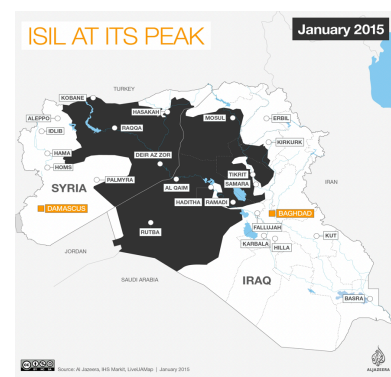 ISIL AT ITS PEAK
January 2015
TURKEY
KOBANE
HASAKAH
MOSUL
ERBIL
ALEPPO
RAQQA
IDLIB
KIRKURK
HAMA
DEIR AZ ZOR
HOMS
TIKRIT
PALMYRA
SAMARA
IRAN
SYRIA
AL QAIM
HADITHA
RAMADI
DAMASCUS
BAGHDAD
FALLUJAH
RUTBA
KUT
KARBALA
HILLA
JORDAN
SAUDI ARABIA
IRAQ
BASRA
Source: Al Jazeera, IHS Markit, LiveUAMap | January 2015
ALJAZEERA